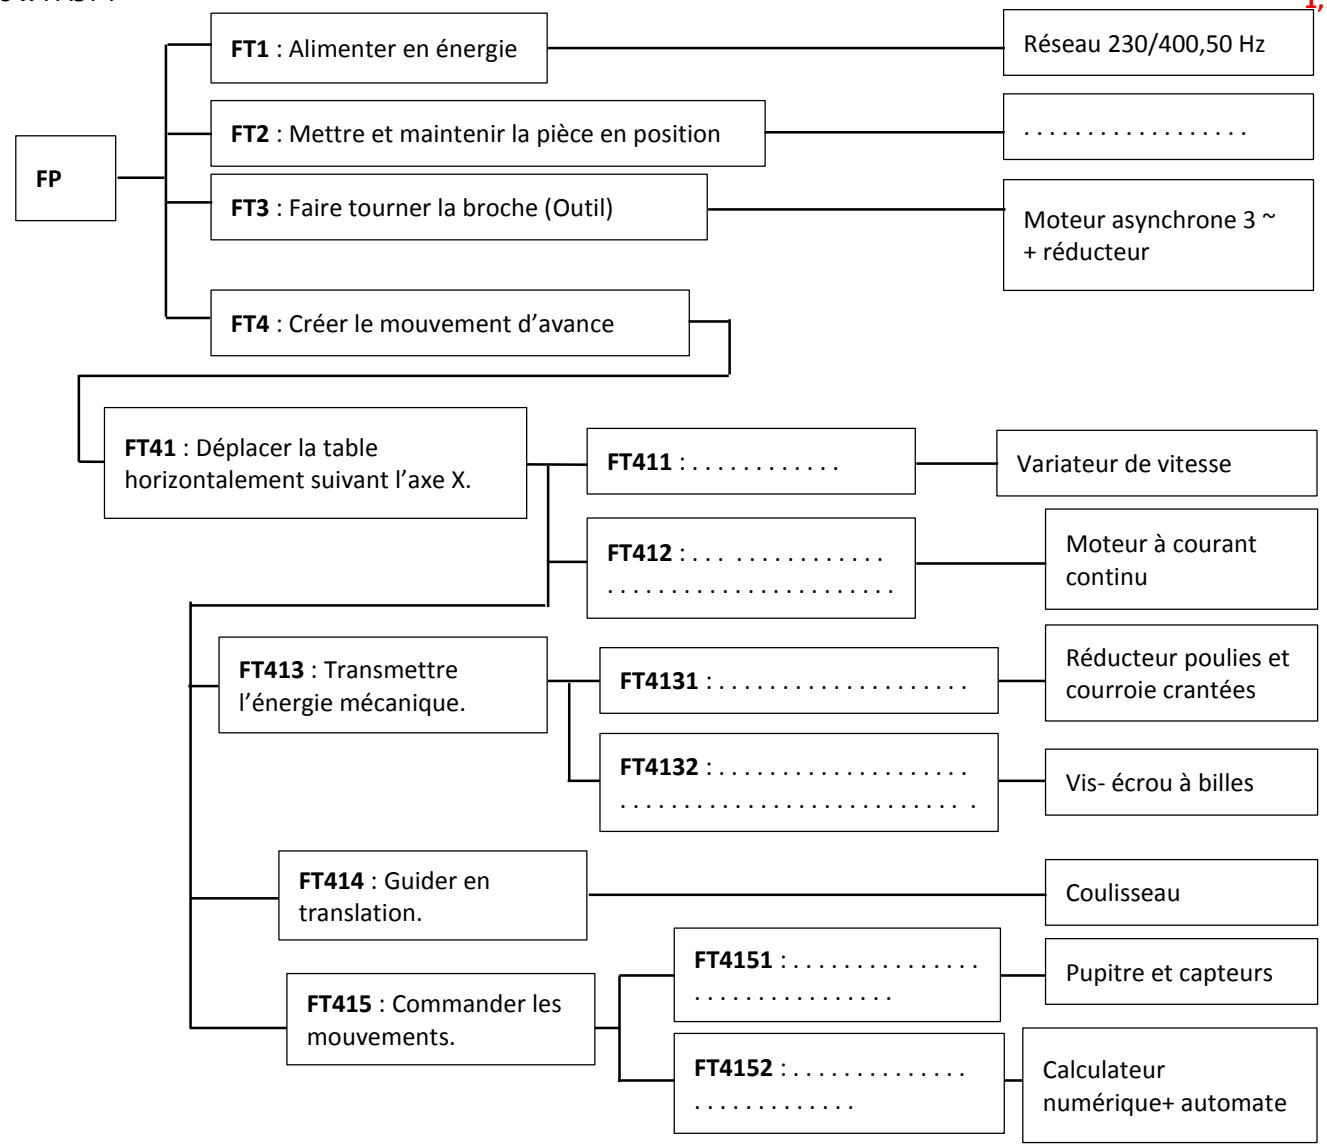 1,
FT1 : Alimenter en énergie
Réseau 230/400,50 Hz
FT2 : Mettre et maintenir la pièce en position
. . . . . . . . . . . . . . . . . .
FP
FT3 : Faire tourner la broche (Outil)
Moteur asynchrone 3 ~
+ réducteur
FT4 : Créer le mouvement d’avance
FT41 : Déplacer la table
horizontalement suivant l’axe X.
FT411 : . . . . . . . . . . . .
Variateur de vitesse
FT412 : . . . . . . . . . . . . . . .
. . . . . . . . . . . . . . . . . . . . . . .
Moteur à courant
continu
FT413 : Transmettre
l’énergie mécanique.
FT4131 : . . . . . . . . . . . . . . . . . . . .
Réducteur poulies et
courroie crantées
FT4132 : . . . . . . . . . . . . . . . . . . . .
. . . . . . . . . . . . . . . . . . . . . . . . . . . .
Vis- écrou à billes
FT414 : Guider en
translation.
Coulisseau
FT415 : Commander les
mouvements.
FT4151 : . . . . . . . . . . . . . . .
. . . . . . . . . . . . . . . .
Pupitre et capteurs
FT4152 : . . . . . . . . . . . . . .
. . . . . . . . . . . . .
Calculateur
numérique+ automate